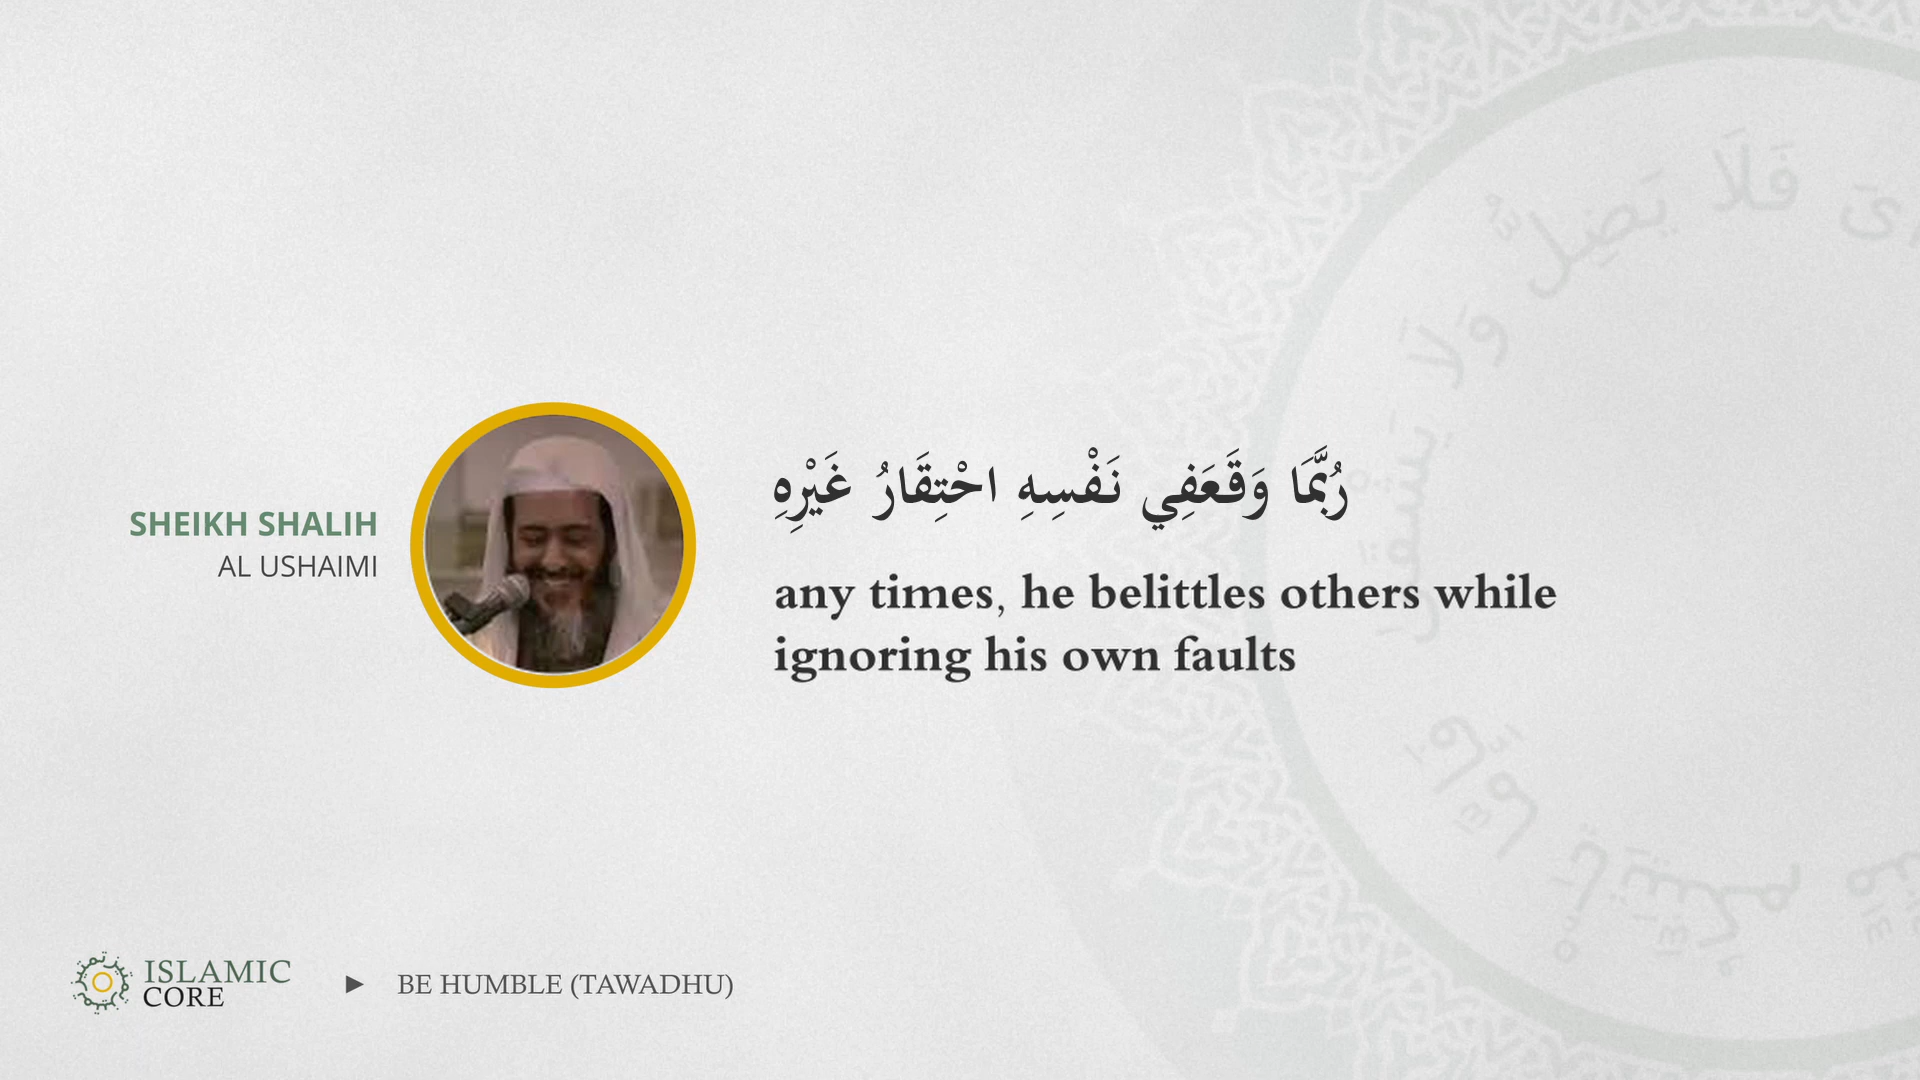 SHEIKH SHALIH
AL USHAIMI
رُبَّمَا وَقَعَفِي نَفْسِهِ احْتِقَارُ غَيْرِهِ
any times, he belittles others while
ignoring his own faults
ISLAMIC
CORE
▶ BE HUMBLE (TAWADHU)
فَلَا يَضِلُّ
وَلَا يَشْقَىٰ